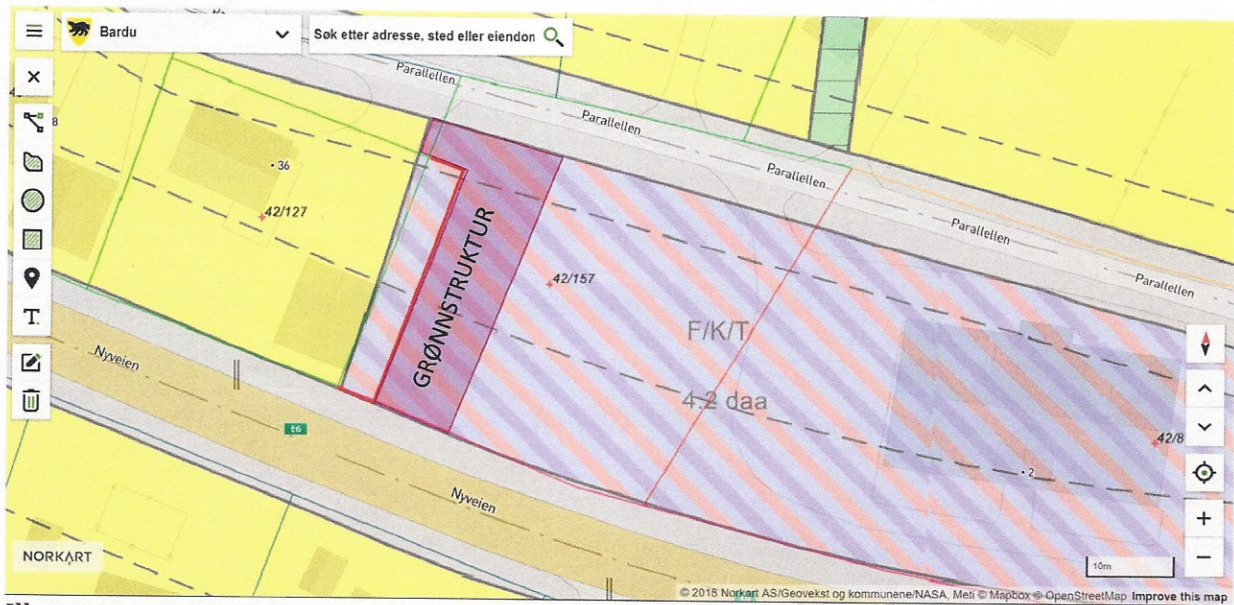 Bardu
Søk etter adresse, sted eller eiendon
Parallellen
Parallellen
Parallellen
Parallellen
Parallellen
36
42/127
42/157
GRØNNSTRUKTUR
F/K/T
4.2 daa
42/8
2
8
T
Nyveien
E6
Nyveien
NORKART
10m
© 2018 Norkart AS/Geovekst og kommunene/NASA, Meti © Mapbox © OpenStreetMap Improve this map